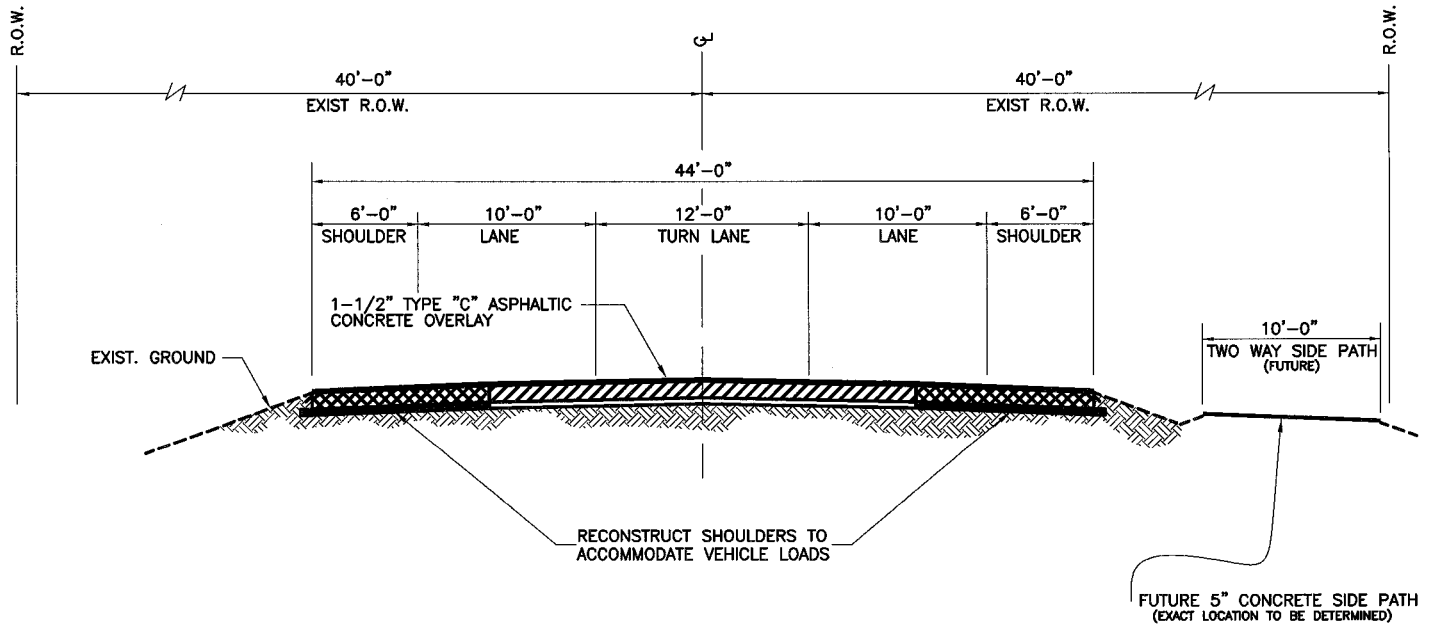 R.O.W.
℄
R.O.W.
40'-0"
EXIST R.O.W.
40'-0"
EXIST R.O.W.
44'-0"
6'-0"
SHOULDER
10'-0"
LANE
12'-0"
TURN LANE
10'-0"
LANE
6'-0"
SHOULDER
1-1/2" TYPE "C" ASPHALTIC
CONCRETE OVERLAY
EXIST. GROUND
10'-0"
TWO WAY SIDE PATH
(FUTURE)
RECONSTRUCT SHOULDERS TO
ACCOMMODATE VEHICLE LOADS
FUTURE 5" CONCRETE SIDE PATH
(EXACT LOCATION TO BE DETERMINED)